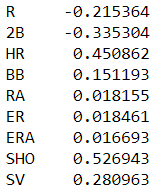 R -0.215364
2B -0.335304
HR 0.450862
BB 0.151193
RA 0.018155
ER 0.018461
ERA 0.016693
SHO 0.526943
SV 0.280963